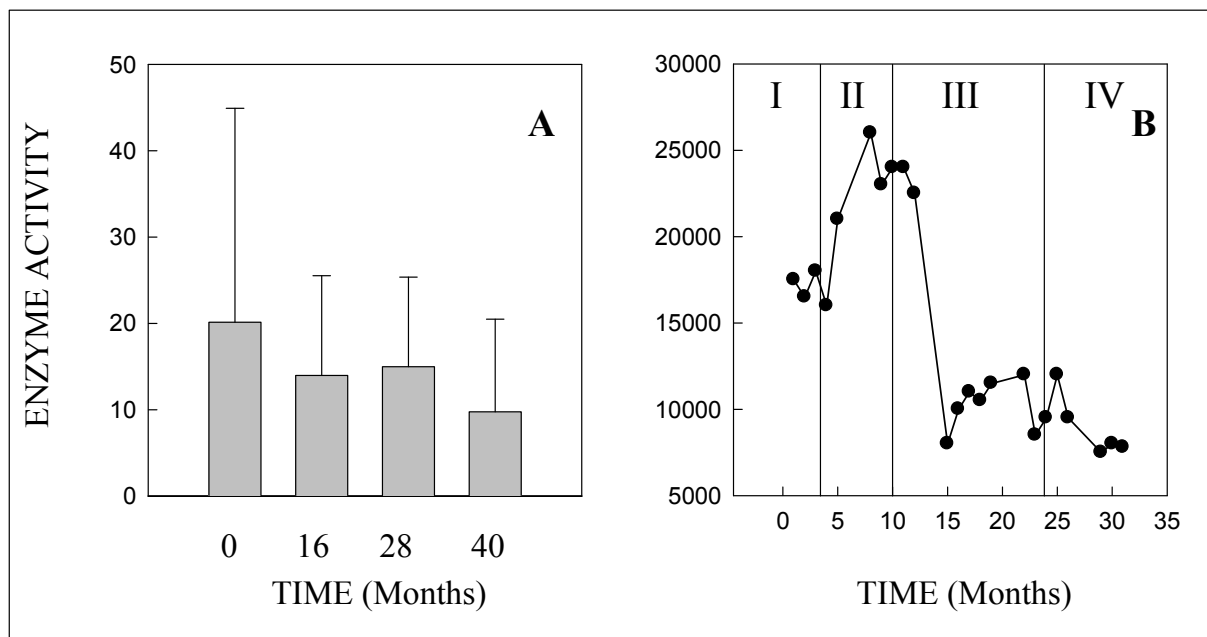 ENZYME ACTIVITY
50
40
30
20
10
0
A
0 16 28 40
TIME (Months)
30000
25000
20000
15000
10000
5000
I II III IV
B
0 5 10 15 20 25 30 35
TIME (Months)